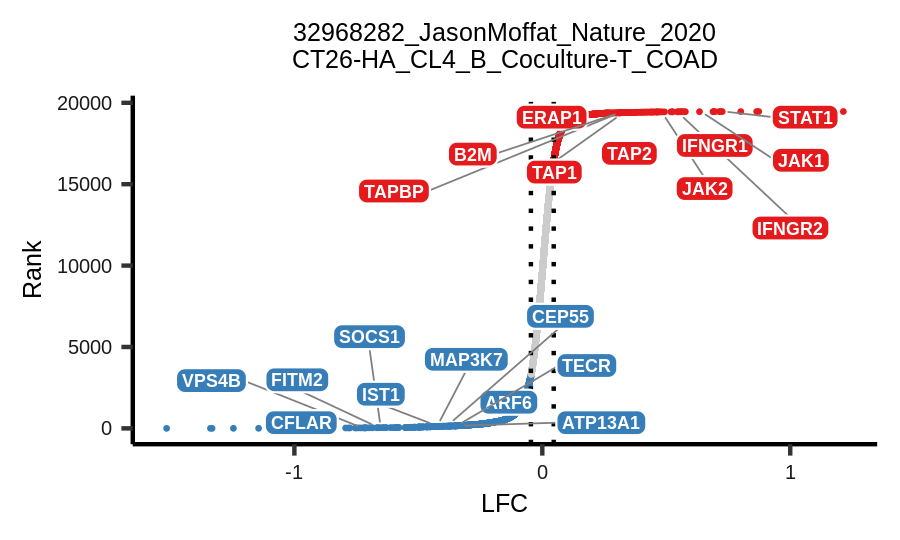 32968282_JasonMoffat_Nature_2020
CT26-HA_CL4_B_Coculture-T_COAD
20000
15000
10000
5000
0
Rank
ERAP1
STAT1
B2M
TAP2
IFNGR1
JAK1
TAPBP
TAP1
JAK2
IFNGR2
CEP55
SOCS1
MAP3K7
TECR
VPS4B
FITM2
IST1
ARF6
CFLAR
ATP13A1
-1
0
1
LFC